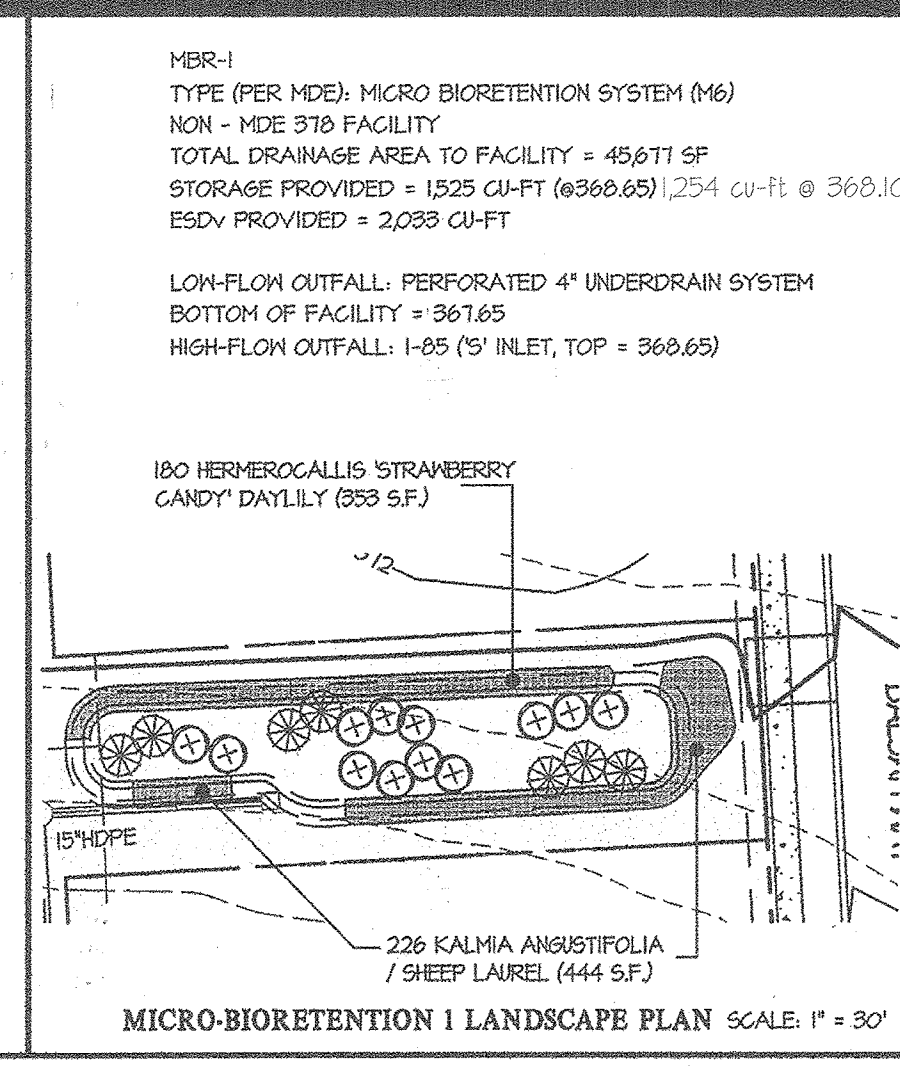 MBR-1
TYPE (PER MDE): MICRO BIORETENTION SYSTEM (M6)
NON - MDE 378 FACILITY
TOTAL DRAINAGE AREA TO FACILITY = 45,677 SF
STORAGE PROVIDED = 1,525 CU-FT (@368.65) 1,254 cu-ft @ 368.10
ESDv PROVIDED = 2,033 CU-FT
LOW-FLOW OUTFALL: PERFORATED 4" UNDERDRAIN SYSTEM
BOTTOM OF FACILITY = 367.65
HIGH-FLOW OUTFALL: I-85 ('S' INLET, TOP = 368.65)
180 HERMEROCALLIS 'STRAWBERRY
CANDY' DAYLILY (353 S.F.)
15"HDPE
226 KALMIA ANGUSTIFOLIA
/ SHEEP LAUREL (444 S.F.)
MICRO-BIORETENTION 1 LANDSCAPE PLAN SCALE: 1" = 30'